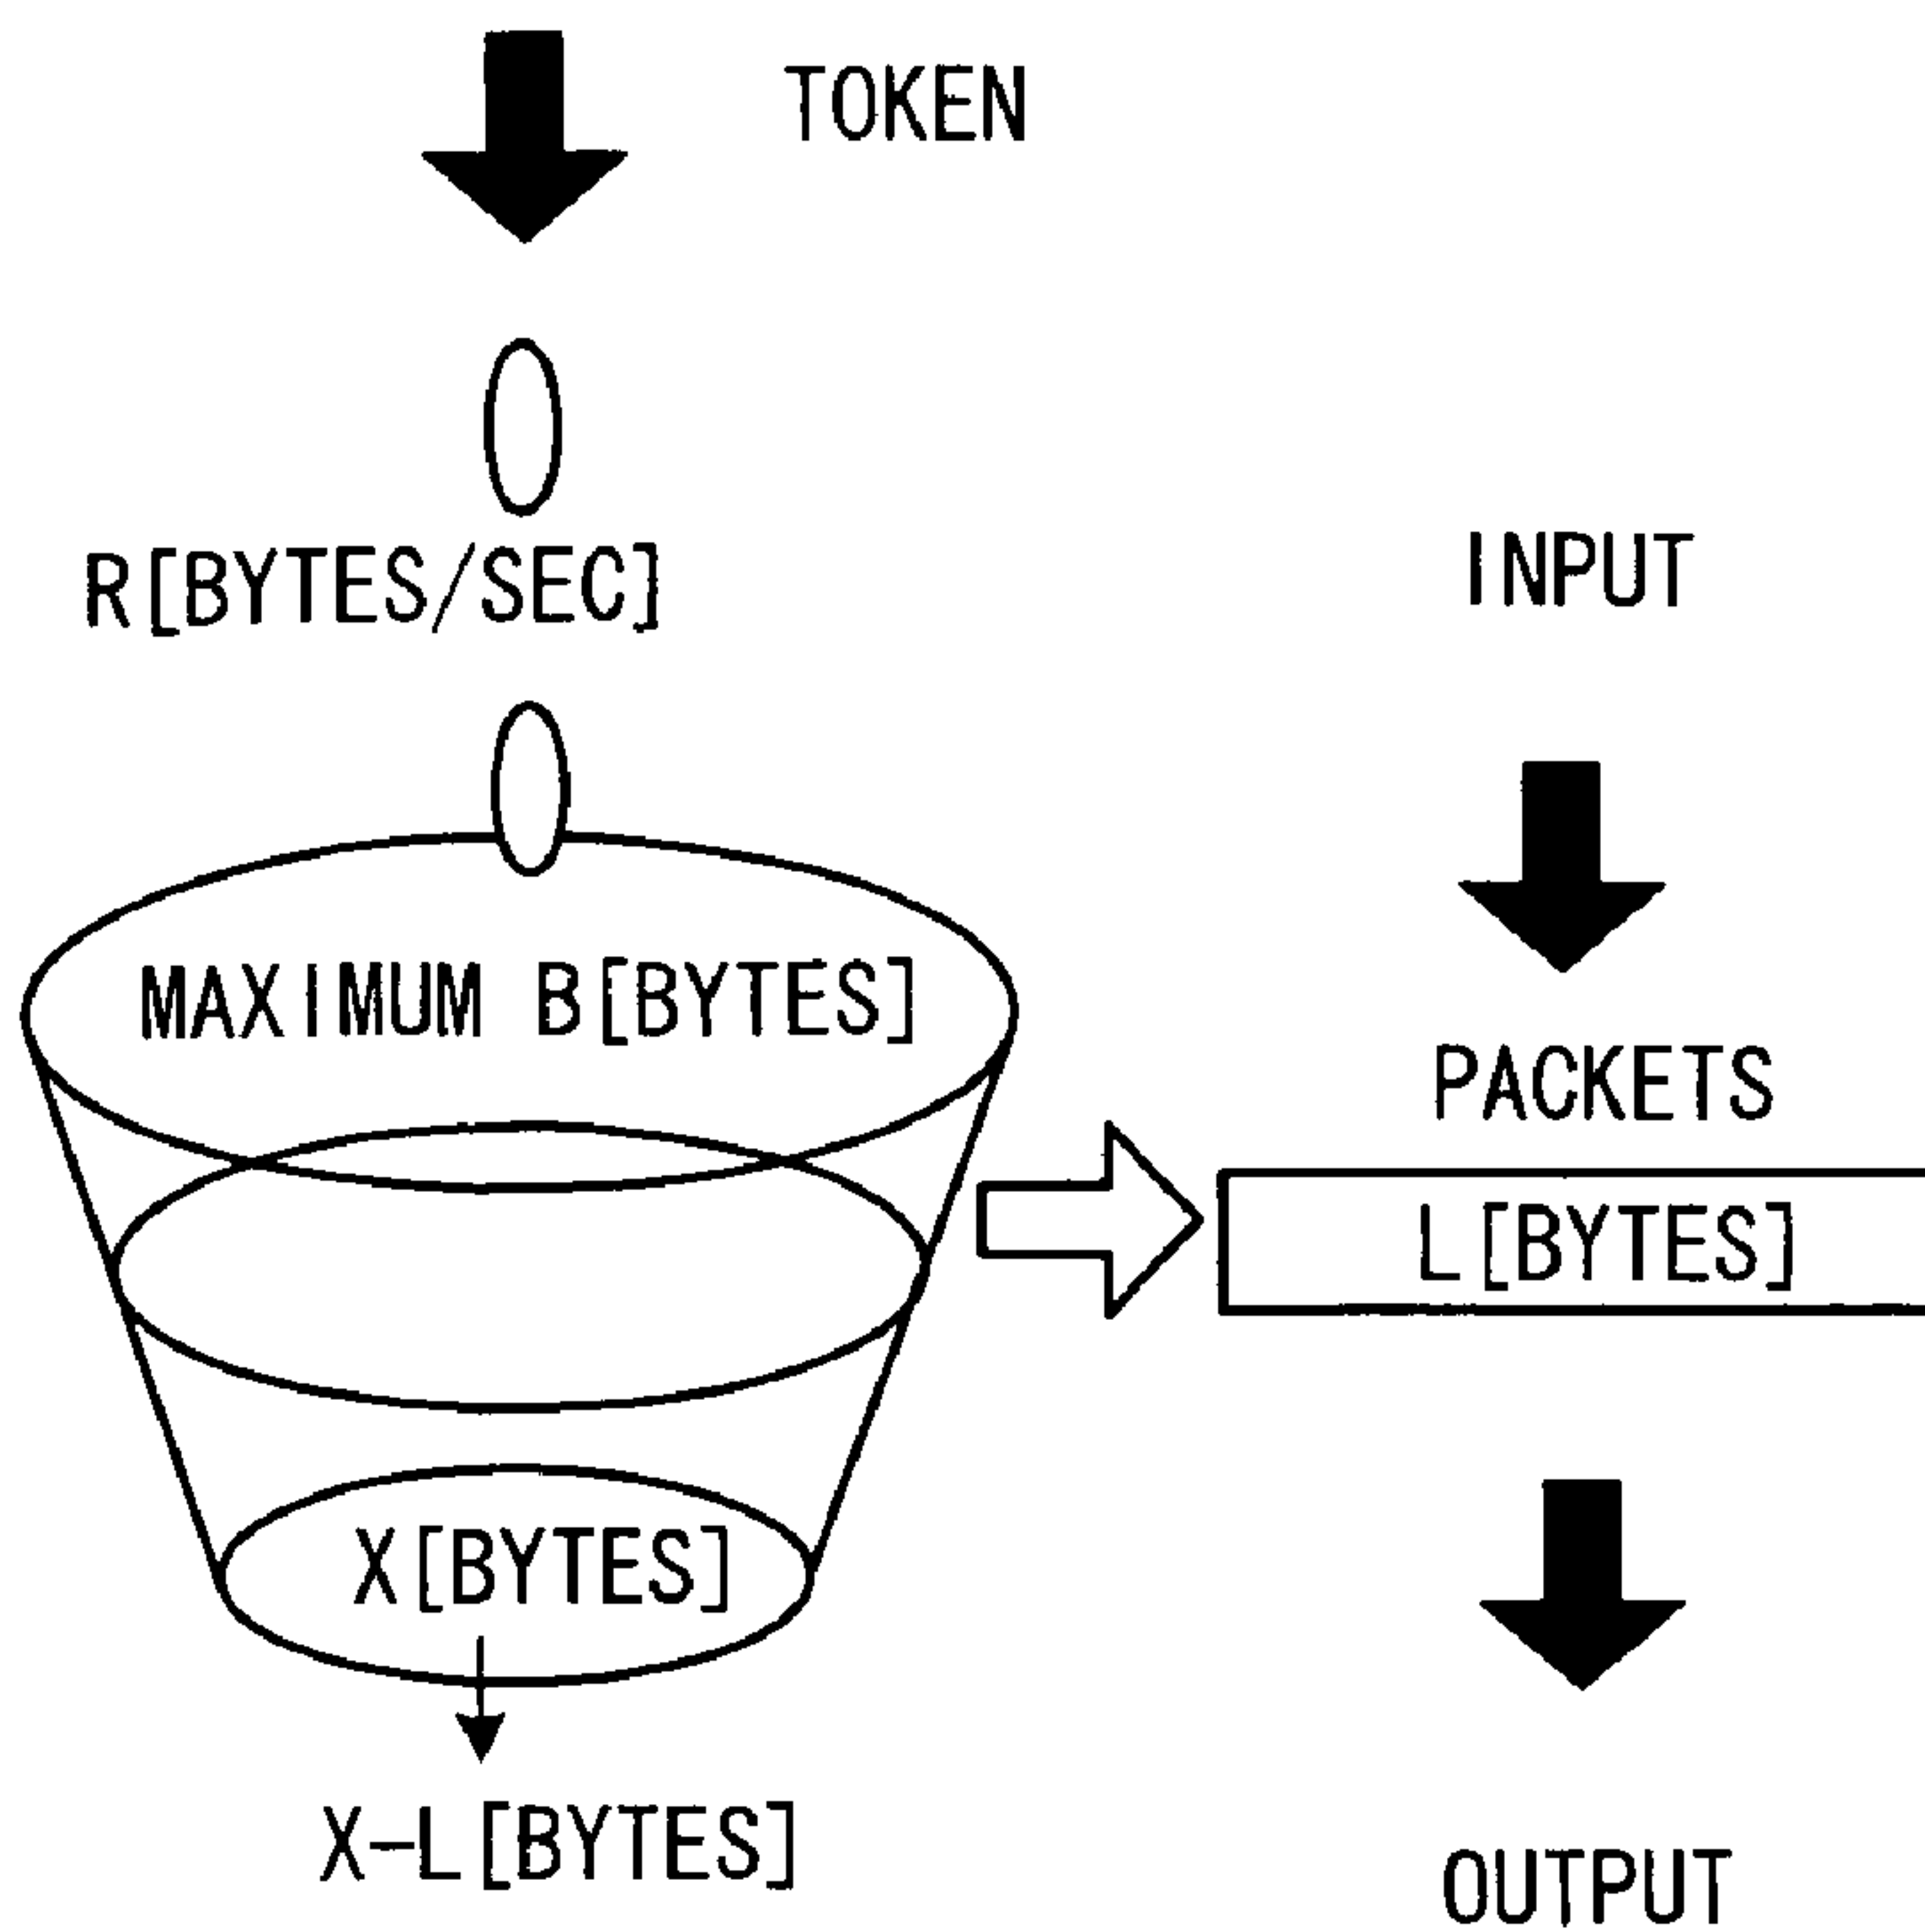 TOKEN
R[BYTES/SEC]
INPUT
MAXIMUM B[BYTES]
PACKETS
L[BYTES]
X[BYTES]
X-L[BYTES]
OUTPUT